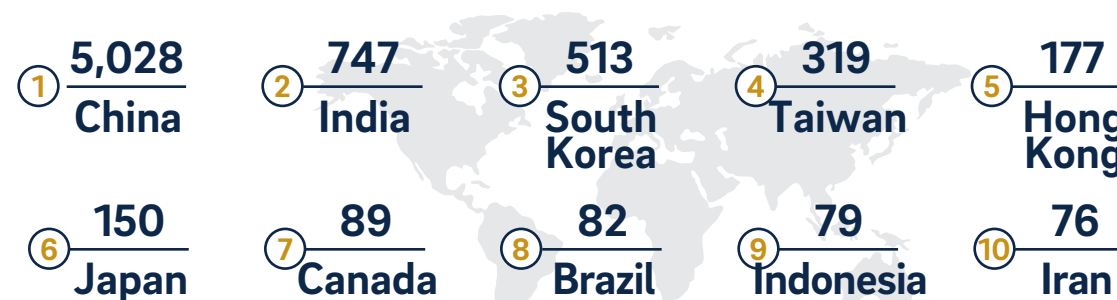 5,028
1
China
747
2
India
513
3
South
Korea
319
4
Taiwan
177
5
Hong
Kong
150
6
Japan
89
7
Canada
82
8
Brazil
79
9
Indonesia
76
10
Iran